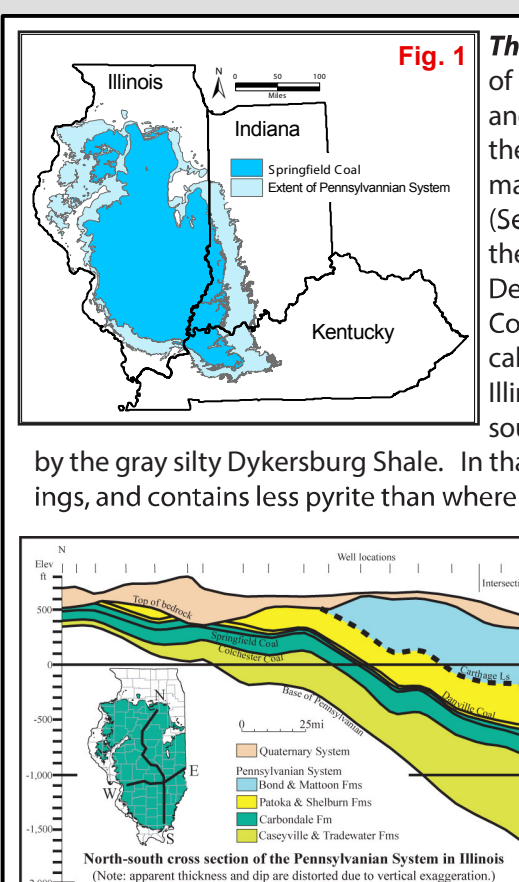 Fig. 1
Illinois
N
0 50 100
Miles
Indiana
Springfield Coal
Extent of Pennsylvannian System
Kentucky
Th
of
and
the
ma
(Se
the
De
Co
cal
Illin
sou
by the gray silty Dykersburg Shale. In tha
ings, and contains less pyrite than where
N
Elev
ft
Well locations
Intersecti
500
0
-500
-1,000
-1,500
-2,000
Top of bedrock
Springfield Coal
Colchester Coal
Base of Pennsylvanian
Carthage Ls
Danville Coal
N
E
W
S
0 25mi
Quaternary System
Pennsylvanian System
Bond & Mattoon Fms
Patoka & Shelburn Fms
Carbondale Fm
Caseyville & Tradewater Fms
North-south cross section of the Pennsylvanian System in Illinois
(Note: apparent thickness and dip are distorted due to vertical exaggeration.)